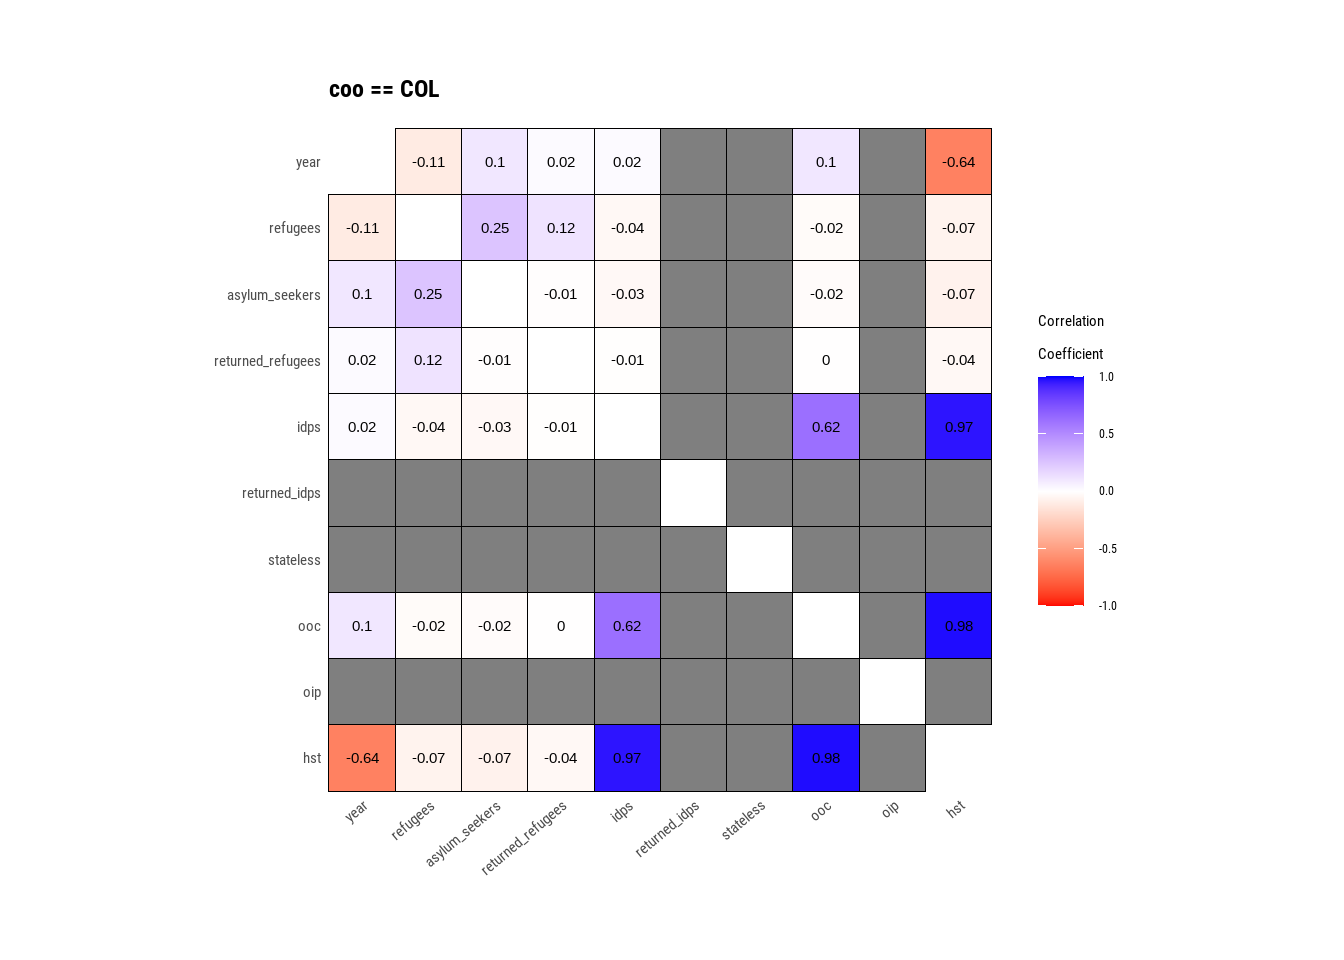 coo == COL
year -0.11 0.1 0.02 0.02 0.1 -0.64
refugees -0.11 0.25 0.12 -0.04 -0.02 -0.07
asylum_seekers 0.1 0.25 -0.01 -0.03 -0.02 -0.07
returned_refugees 0.02 0.12 -0.01 -0.01 0 -0.04
idps 0.02 -0.04 -0.03 -0.01 0.62 0.97
returned_idps
stateless
ooc 0.1 -0.02 -0.02 0 0.62 0.98
oip
hst -0.64 -0.07 -0.07 -0.04 0.97 0.98
year refugees asylum_seekers returned_refugees idps returned_idps stateless ooc oip hst
Correlation
Coefficient
1.0
0.5
0.0
-0.5
-1.0